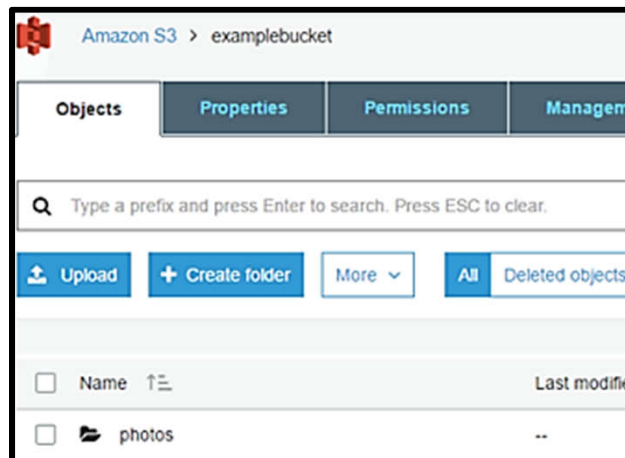 Amazon S3 > examplebucket
Objects Properties Permissions Managem
Type a prefix and press Enter to search. Press ESC to clear.
Upload + Create folder More All Deleted objects
Name Last modifie
photos --